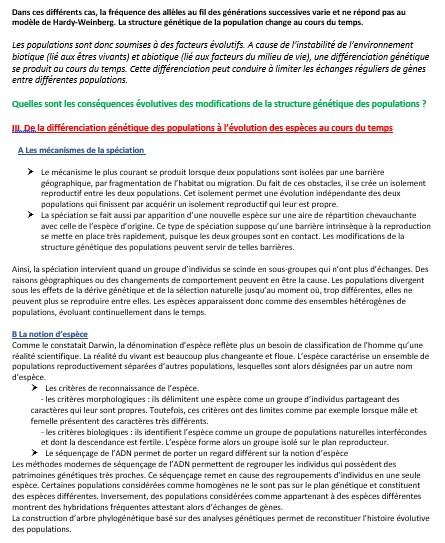 Dans ces différents cas, la fréquence des allèles au fil des générations successives varie et ne répond pas au
modèle de Hardy-Weinberg. La structure génétique de la population change au cours du temps.
Les populations sont donc soumises à des facteurs évolutifs. A cause de l'instabilité de l'environnement
biotique (lié aux êtres vivants) et abiotique (lié aux facteurs du milieu de vie), une différenciation génétique
se produit au cours du temps. Cette différenciation peut conduire à limiter les échanges réguliers de gènes
entre différentes populations.
Quelles sont les conséquences évolutives des modifications de la structure génétique des populations ?
III. De la différenciation génétique des populations à l'évolution des espèces au cours du temps
A Les mécanismes de la spéciation
➤ Le mécanisme le plus courant se produit lorsque deux populations sont isolées par une barrière
géographique, par fragmentation de l'habitat ou migration. Du fait de ces obstacles, il se crée un isolement
reproductif entre les deux populations. Cet isolement permet une évolution indépendante des deux
populations qui finissent par acquérir un isolement reproductif qui leur est propre.
➤ La spéciation se fait aussi par apparition d'une nouvelle espèce sur une aire de répartition chevauchante
avec celle de l'espèce d'origine. Ce type de spéciation suppose qu'une barrière intrinsèque à la reproduction
se mette en place très rapidement, puisque les deux groupes sont en contact. Les modifications de la
structure génétique des populations peuvent servir de telles barrières.
Ainsi, la spéciation intervient quand un groupe d'individus se scinde en sous-groupes qui n'ont plus d'échanges. Des
raisons géographiques ou des changements de comportement peuvent en être la cause. Les populations divergent
sous les effets de la dérive génétique et de la sélection naturelle jusqu'au moment où, trop différentes, elles ne
peuvent plus se reproduire entre elles. Les espèces apparaissent donc comme des ensembles hétérogènes de
populations, évoluant continuellement dans le temps.
B La notion d'espèce
Comme le constatait Darwin, la dénomination d'espèce reflète plus un besoin de classification de l'homme qu'une
réalité scientifique. La réalité du vivant est beaucoup plus changeante et floue. L'espèce caractérise un ensemble de
populations reproductivement séparées d'autres populations, lesquelles sont alors désignées par un autre nom
d'espèce.
➤ Les critères de reconnaissance de l'espèce.
- les critères morphologiques : ils délimitent une espèce come un groupe d'individus partageant des
caractères qui leur sont propres. Toutefois, ces critères ont des limites comme par exemple lorsque mâle et
femelle présentent des caractères très différents.
- les critères biologiques : ils identifient l'espèce comme un groupe de populations naturelles interfécondes
et dont la descendance est fertile. L'espèce forme alors un groupe isolé sur le plan reproducteur.
➤ Le séquençage de l'ADN permet de porter un regard différent sur la notion d'espèce
Les méthodes modernes de séquençage de l'ADN permettent de regrouper les individus qui possèdent des
patrimoines génétiques très proches. Ce séquençage remet en cause des regroupements d'individus en une seule
espèce. Certaines populations considérées comme homogènes ne le sont pas sur le plan génétique et constituent
des espèces différentes. Inversement, des populations considérées comme appartenant à des espèces différentes
montrent des hybridations fréquentes attestant alors d'échanges de gènes.
La construction d'arbre phylogénétique basé sur des analyses génétiques permet de reconstituer l'histoire évolutive
des populations.